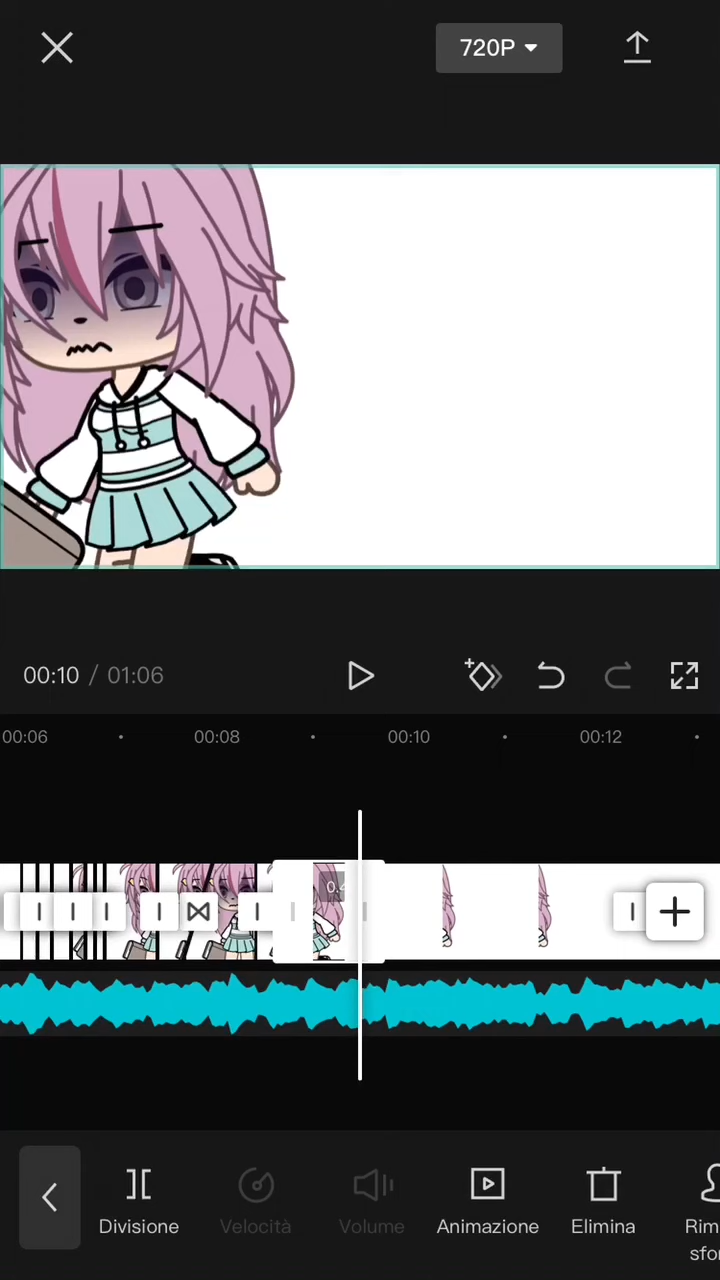 720P
00:10 / 01:06
00:06
00:08
00:10
00:12
Divisione
Velocità
Volume
Animazione
Elimina